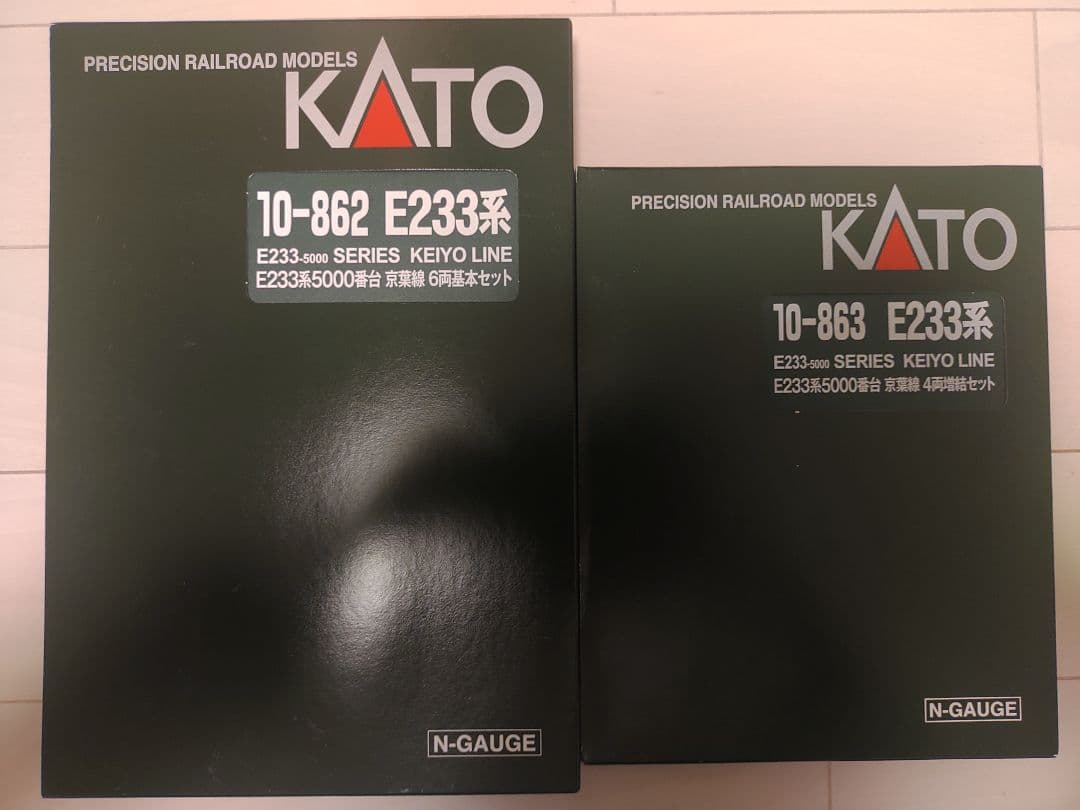 PRECISION RAILROAD MODELS
KATO
10-862 E233系
E233-5000 SERIES KEIYO LINE
E233系5000番台 京葉線 6両基本セット
N-GAUGE
PRECISION RAILROAD MODELS
KATO
10-863 E233系
E233-5000 SERIES KEIYO LINE
E233系5000番台 京葉線 4両増結セット
N-GAUGE